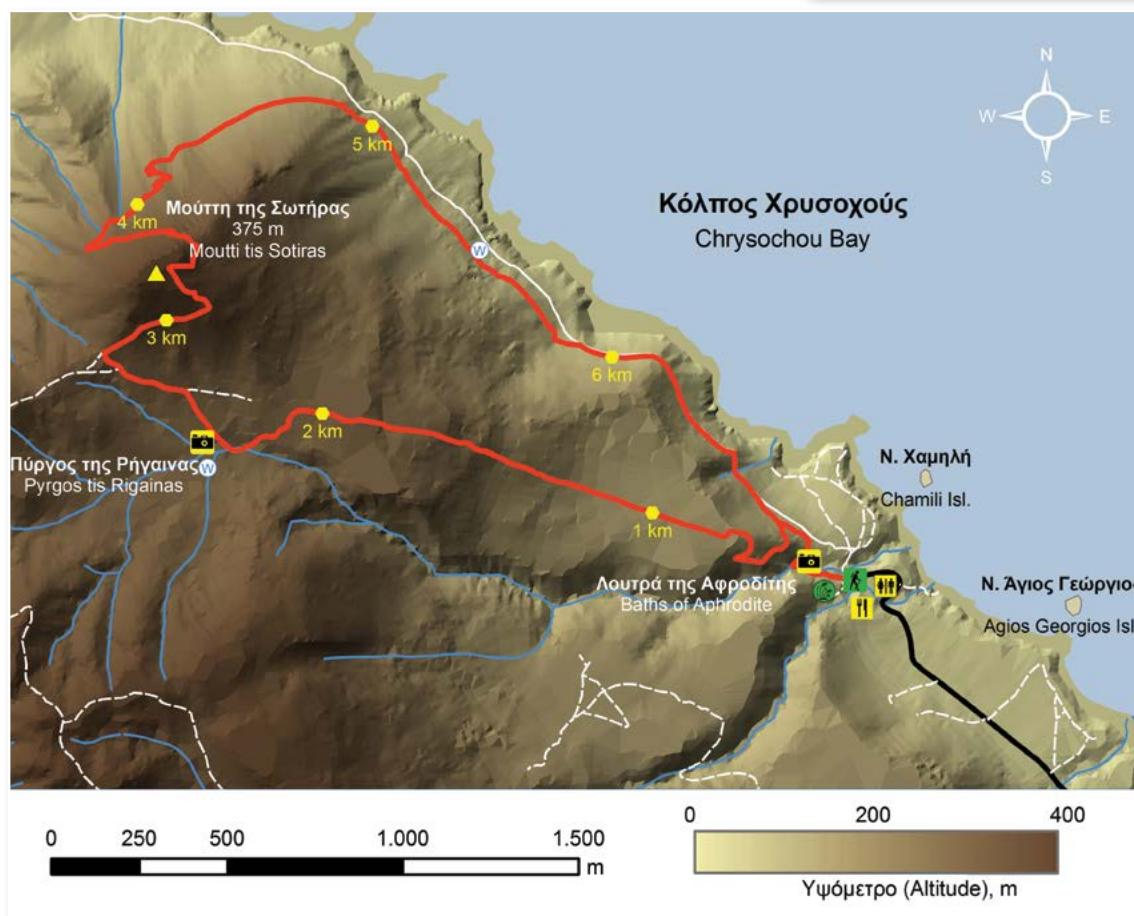 N
W
E
S
5 km
4 km
Μούττη της Σωτήρας
375 m
Moutti tis Sotiras
Κόλπος Χρυσοχούς
Chrysochou Bay
W
3 km
6 km
2 km
Πύργος της Ρήγαινας
W
Pyrgos tis Rigainas
Ν. Χαμηλή
Chamili Isl.
1 km
Λουτρά της Αφροδίτης
Baths of Aphrodite
Ν. Άγιος Γεώργιος
Agios Georgios Isl
0 250 500 1.000 1.500
m
0 200 400
Υψόμετρο (Altitude), m